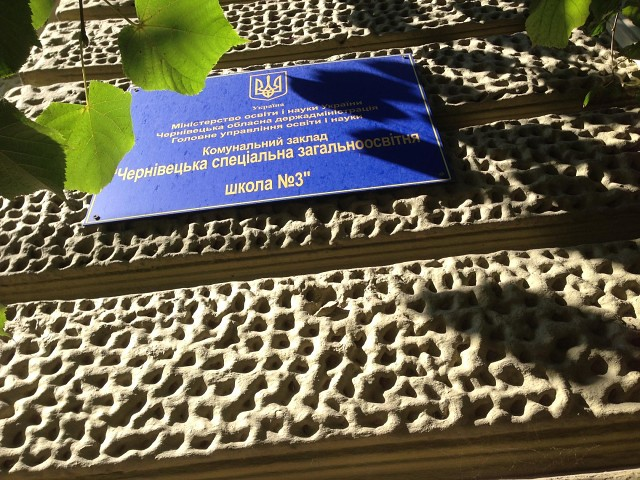 Україна
Міністерство освіти і науки України
Чернівецька обласна держадміністрація
Головне управління освіти і науки
Комунальний заклад
"Чернівецька спеціальна загальноосвітня
школа №3"